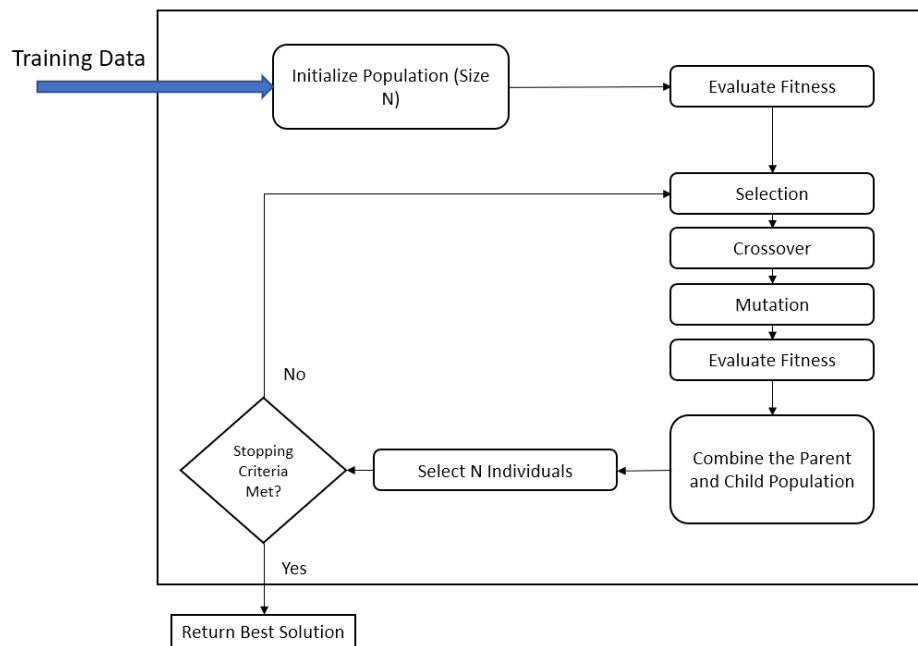 Training Data
Initialize Population (Size
N)
Evaluate Fitness
Selection
Crossover
Mutation
Evaluate Fitness
Combine the Parent
and Child Population
Select N Individuals
Stopping
Criteria
Met?
No
Yes
Return Best Solution